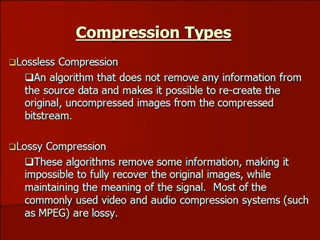 Compression Types
❑Lossless Compression
❑An algorithm that does not remove any information from
the source data and makes it possible to re-create the
original, uncompressed images from the compressed
bitstream.
❑Lossy Compression
❑These algorithms remove some information, making it
impossible to fully recover the original images, while
maintaining the meaning of the signal.  Most of the
commonly used video and audio compression systems (such
as MPEG) are lossy.